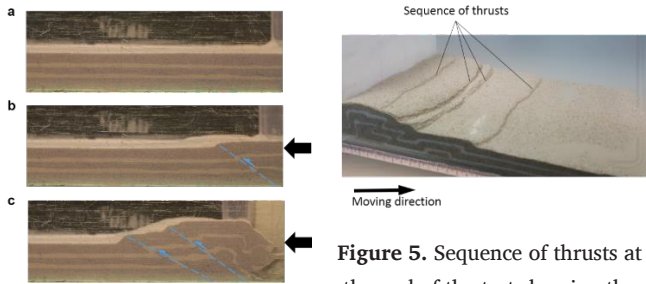 a
b
c
Sequence of thrusts
Moving direction
Figure 5. Sequence of thrusts at